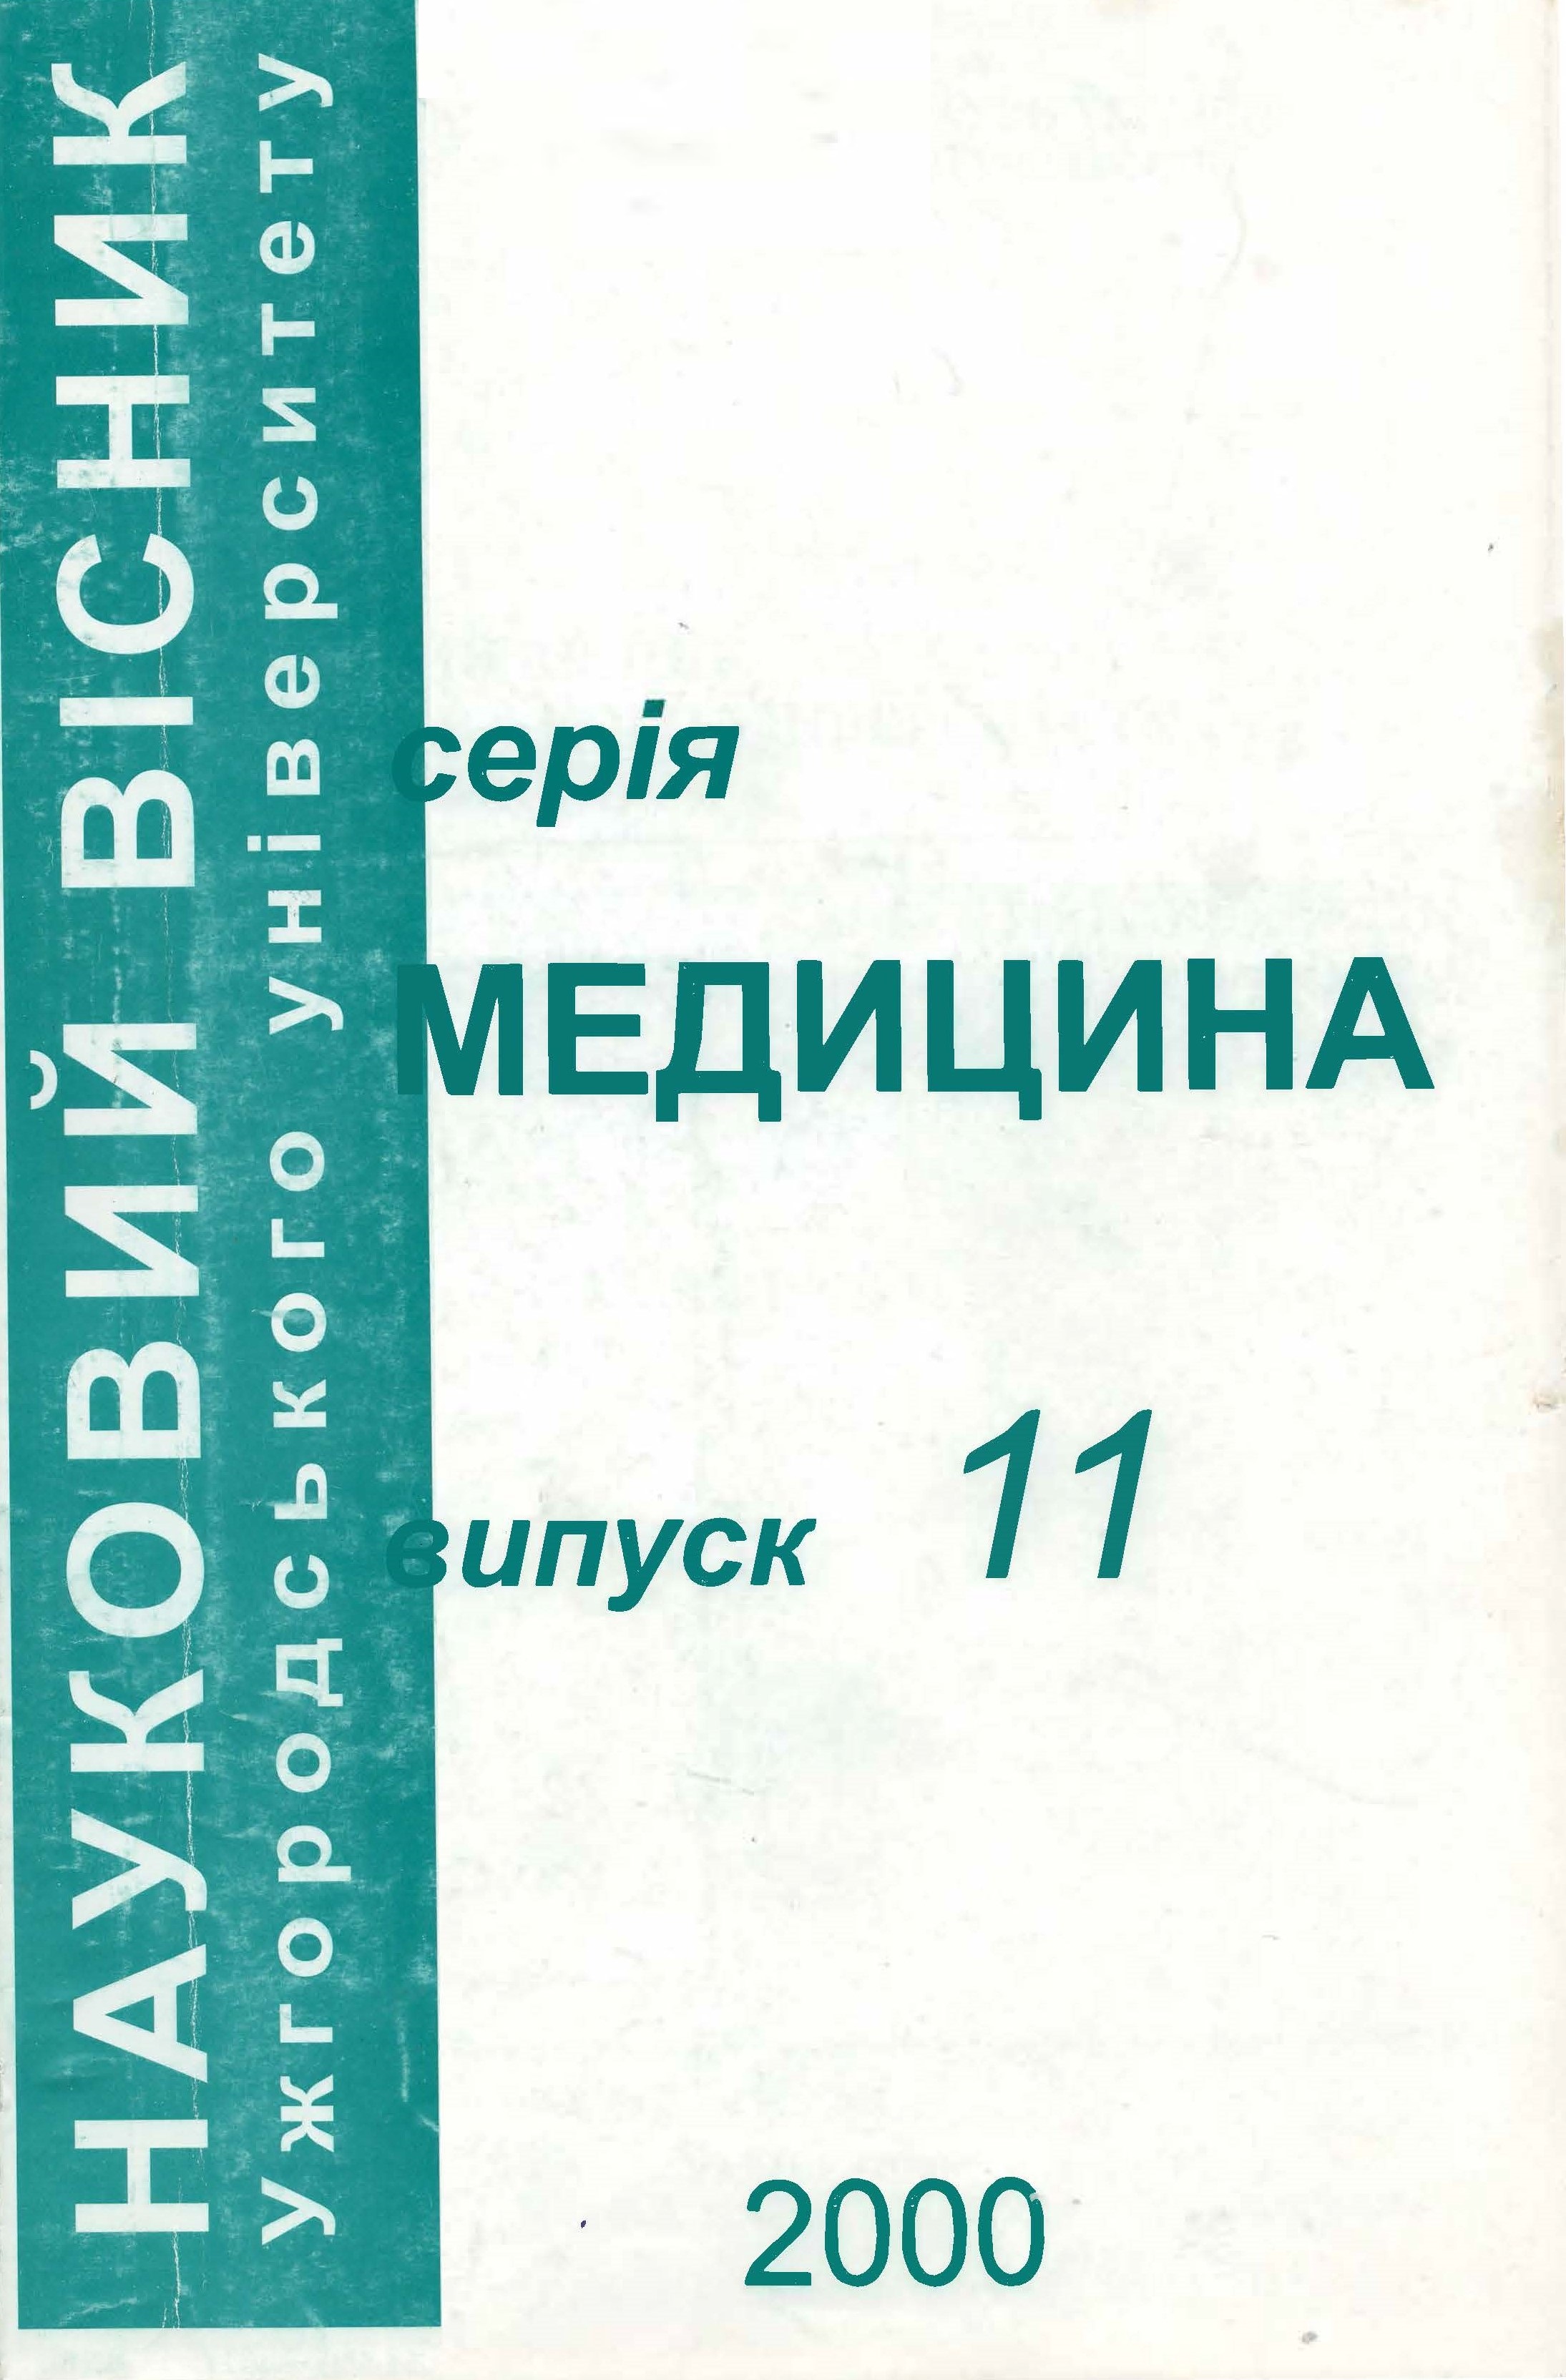 НАУКОВИЙ ВІСНИК
ужгородського університету
серія
МЕДИЦИНА
випуск 11
2000